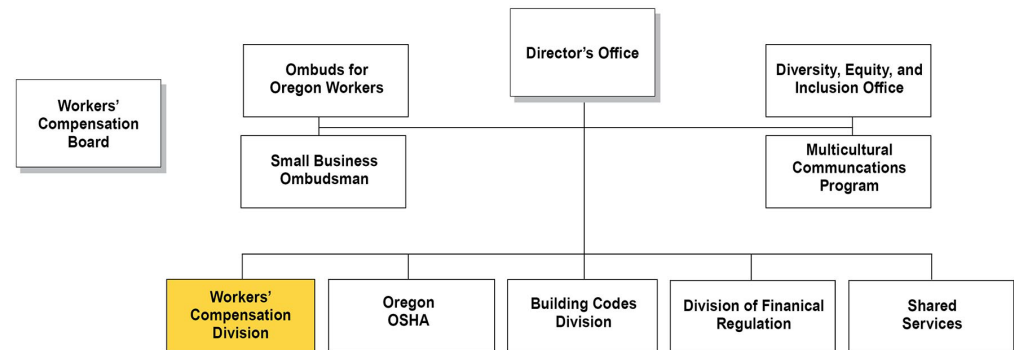 Director's Office
Ombuds for
Oregon Workers
Diversity, Equity, and
Inclusion Office
Workers'
Compensation
Board
Small Business
Ombudsman
Multicultural
Communcations
Program
Workers'
Compensation
Division
Oregon
OSHA
Building Codes
Division
Division of Finanical
Regulation
Shared
Services